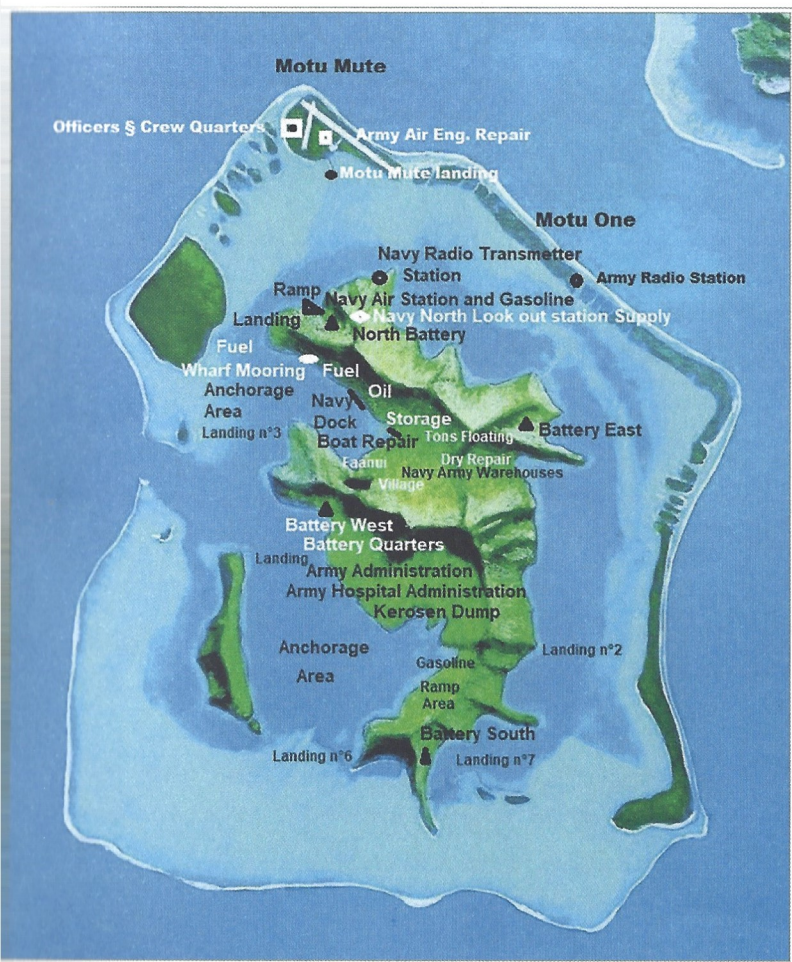 Motu Mute
Officers § Crew Quarters
Army Air Eng. Repair
Motu Mute landing
Motu One
Navy Radio Transmetter
Station
Army Radio Station
Ramp
Navy Air Station and Gasoline
Landing
Navy North Look out station Supply
North Battery
Fuel
Wharf Mooring
Fuel
Anchorage
Area
Oil
Navy
Dock
Storage
Landing n°3
Boat Repair
Tons Floating
Battery East
Faanui
Dry Repair
Navy Army Warehouses
Village
Battery West
Battery Quarters
Landing
Army Administration
Army Hospital Administration
Kerosen Dump
Anchorage
Area
Landing n°2
Gasoline
Ramp
Area
Battery South
Landing n°6
Landing n°7